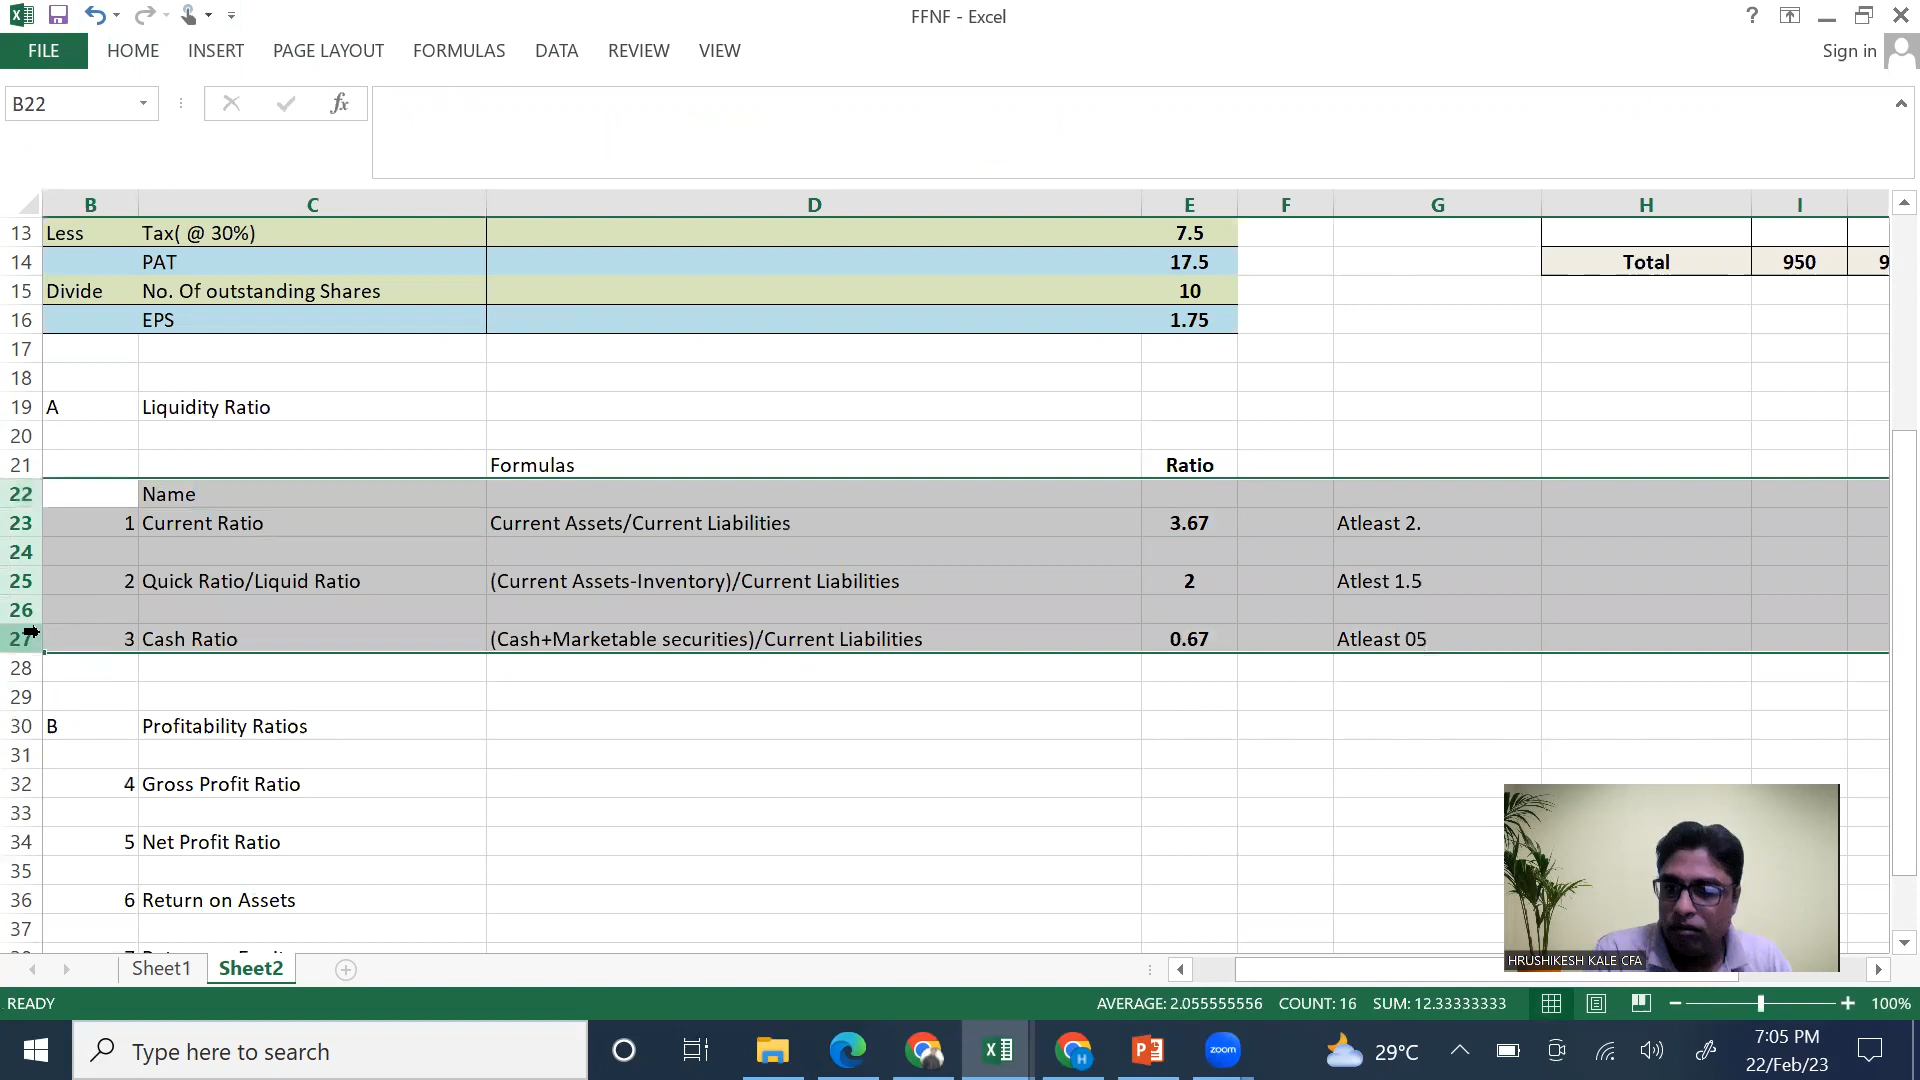 FFNF - Excel
FILE HOME INSERT PAGE LAYOUT FORMULAS DATA REVIEW VIEW Sign in
B22 fx
B C D E F G H I
13 Less Tax( @ 30%) 7.5
14 PAT 17.5 Total 950 9
15 Divide No. Of outstanding Shares 10
16 EPS 1.75
17
18
19 A Liquidity Ratio
20
21 Formulas Ratio
22 Name
23 1 Current Ratio Current Assets/Current Liabilities 3.67 Atleast 2.
24
25 2 Quick Ratio/Liquid Ratio (Current Assets-Inventory)/Current Liabilities 2 Atlest 1.5
26
27 3 Cash Ratio (Cash+Marketable securities)/Current Liabilities 0.67 Atleast 05
28
29
30 B Profitability Ratios
31
32 4 Gross Profit Ratio
33
34 5 Net Profit Ratio
35
36 6 Return on Assets
37
HRUSHIKESH KALE CFA
Sheet1 Sheet2
READY AVERAGE: 2.055555556 COUNT: 16 SUM: 12.33333333 100%
Type here to search zoom 29°C 7:05 PM
22/Feb/23